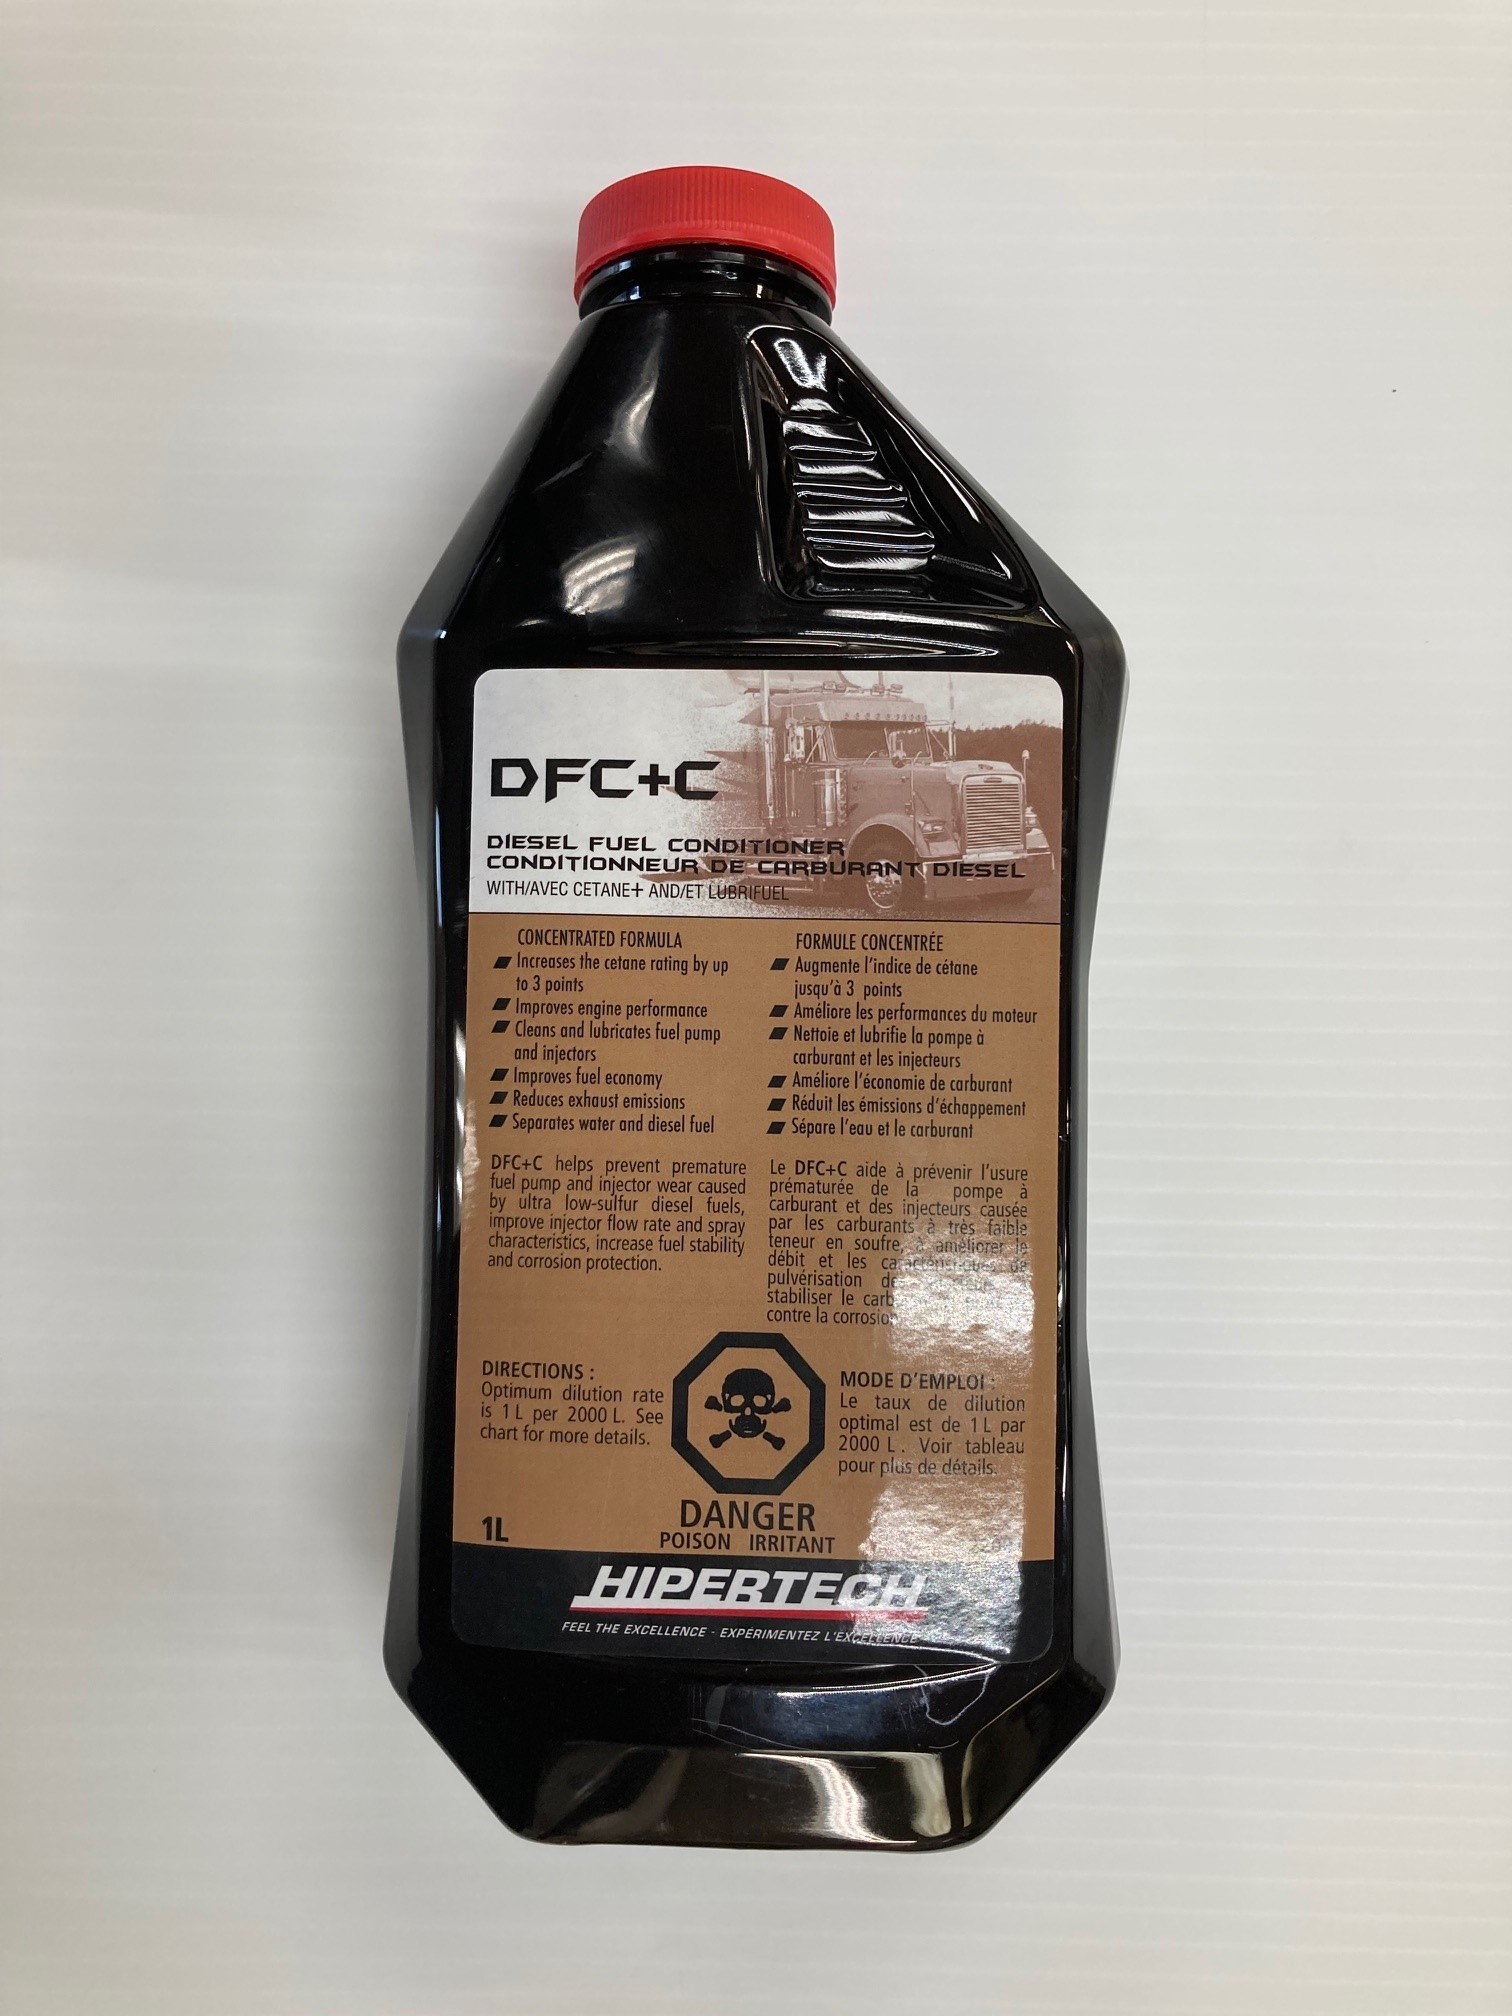 DFC+C
DIESEL FUEL CONDITIONER
CONDITIONNEUR DE CARBURANT DIESEL
WITH/AVEC CETANE+ AND/ET LUBRIFUEL
CONCENTRATED FORMULA
Increases the cetane rating by up
to 3 points
Improves engine performance
Cleans and lubricates fuel pump
and injectors
Improves fuel economy
Reduces exhaust emissions
Separates water and diesel fuel
FORMULE CONCENTRÉE
Augmente l'indice de cétane
jusqu'à 3 points
Améliore les performances du moteur
Nettoie et lubrifie la pompe à
carburant et les injecteurs
Améliore l'économie de carburant
Réduit les émissions d'échappement
Sépare l'eau et le carburant
DFC+C helps prevent premature
fuel pump and injector wear caused
by ultra low-sulfur diesel fuels,
improve injector flow rate and spray
characteristics, increase fuel stability
and corrosion protection.
Le DFC+C aide à prévenir l'usure
prématurée de la pompe à
carburant et des injecteurs causée
par les carburants à très faible
teneur en soufre, à améliorer le
débit et les caractéristiques de
pulvérisation
stabiliser le
contre la corrosion
DIRECTIONS :
Optimum dilution rate
is 1 L per 2000 L. See
chart for more details.
MODE D'EMPLOI :
Le taux de dilution
optimal est de 1 L par
2000 L. Voir tableau
pour plus de détails.
DANGER
POISON IRRITANT
1L
HIPERTECH
FEEL THE EXCELLENCE - EXPÉRIMENTEZ L'EXCELLENCE